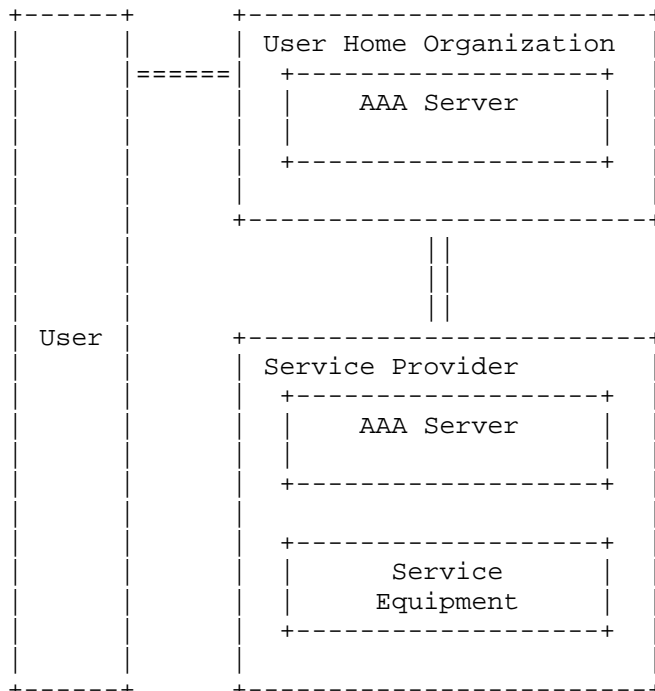 User Home Organization
AAA Server
User
Service Provider
AAA Server
Service
Equipment